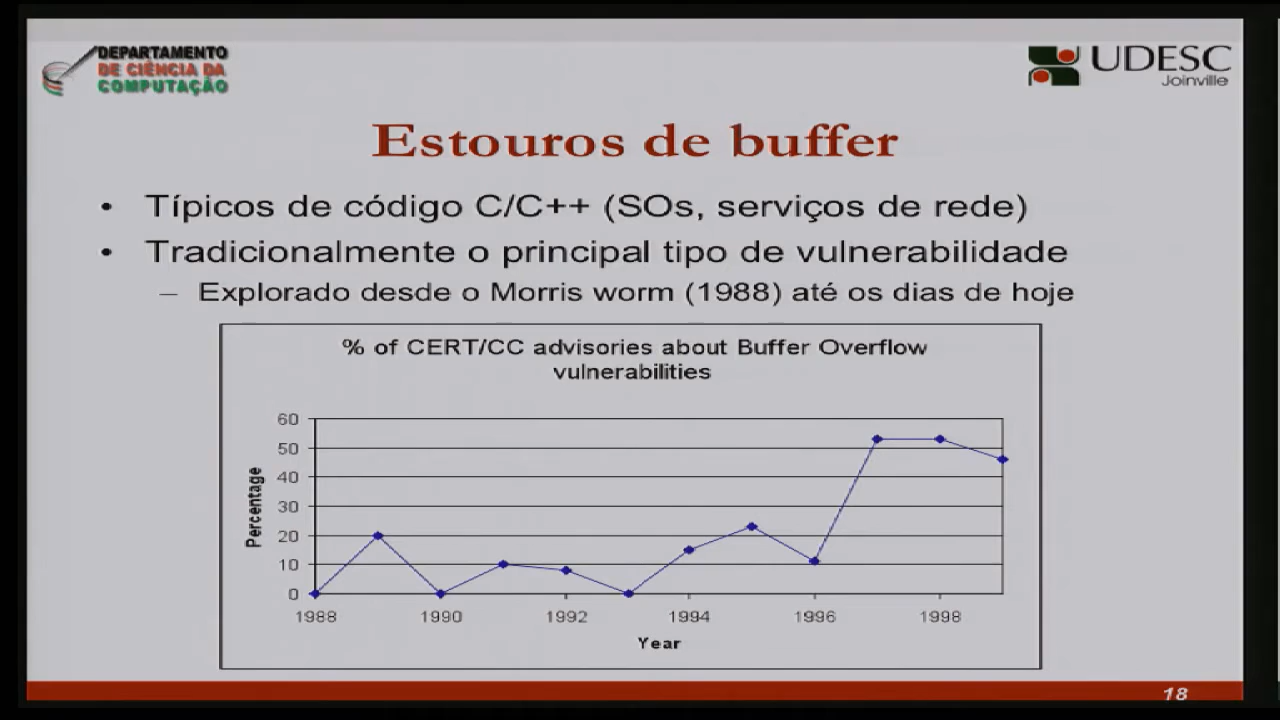 DEPARTAMENTO
DE CIÊNCIA DA
COMPUTAÇÃO
UDESC
Joinville
Estouros de buffer
• Típicos de código C/C++ (SOs, serviços de rede)
• Tradicionalmente o principal tipo de vulnerabilidade
– Explorado desde o Morris worm (1988) até os dias de hoje
% of CERT/CC advisories about Buffer Overflow
vulnerabilities
Percentage
60
50
40
30
20
10
0
1988 1990 1992 1994 1996 1998
Year
18